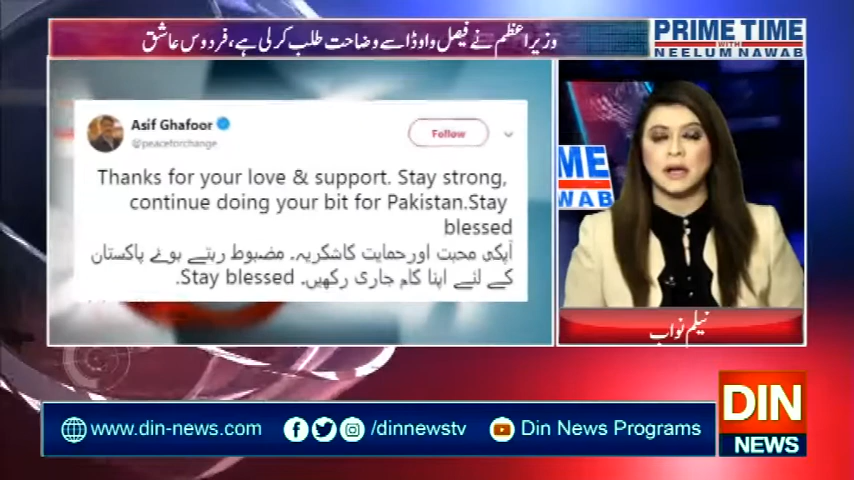 وزیراعظم نے فیصل واوڈا سے وضاحت طلب کرلی ہے، فردوس عاشق
PRIME TIME
WITH
NEELUM NAWAB
Asif Ghafoor
@peaceforchange
Follow
Thanks for your love & support. Stay strong,
continue doing your bit for Pakistan.Stay
blessed
آپکی محبت اورحمایت کاشکریہ۔ مضبوط رہتے ہوئے پاکستان
کے لئے اپنا کام جاری رکھیں۔ Stay blessed.
ME
WAB
نیلم نواب
www.din-news.com
/dinnewstv
Din News Programs
DIN
NEWS